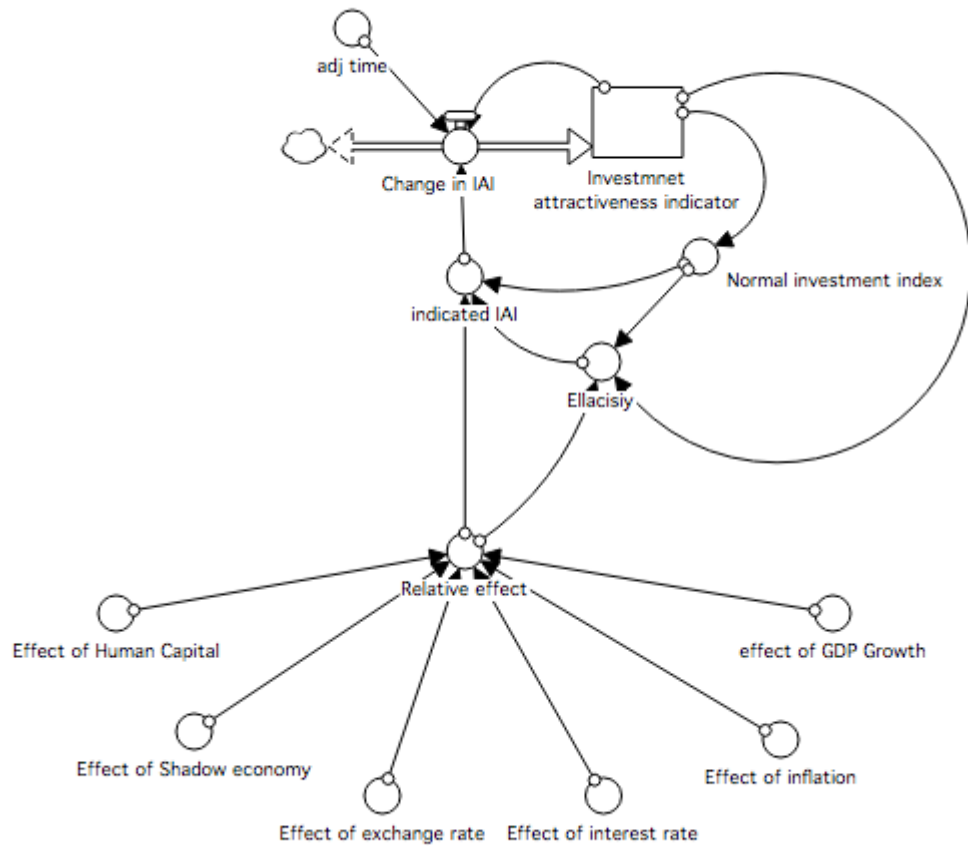 adj time
Change in IAI
Investmnet
attractiveness indicator
Normal investment index
indicated IAI
Ellacisiy
Relative effect
Effect of Human Capital
effect of GDP Growth
Effect of Shadow economy
Effect of inflation
Effect of exchange rate
Effect of interest rate